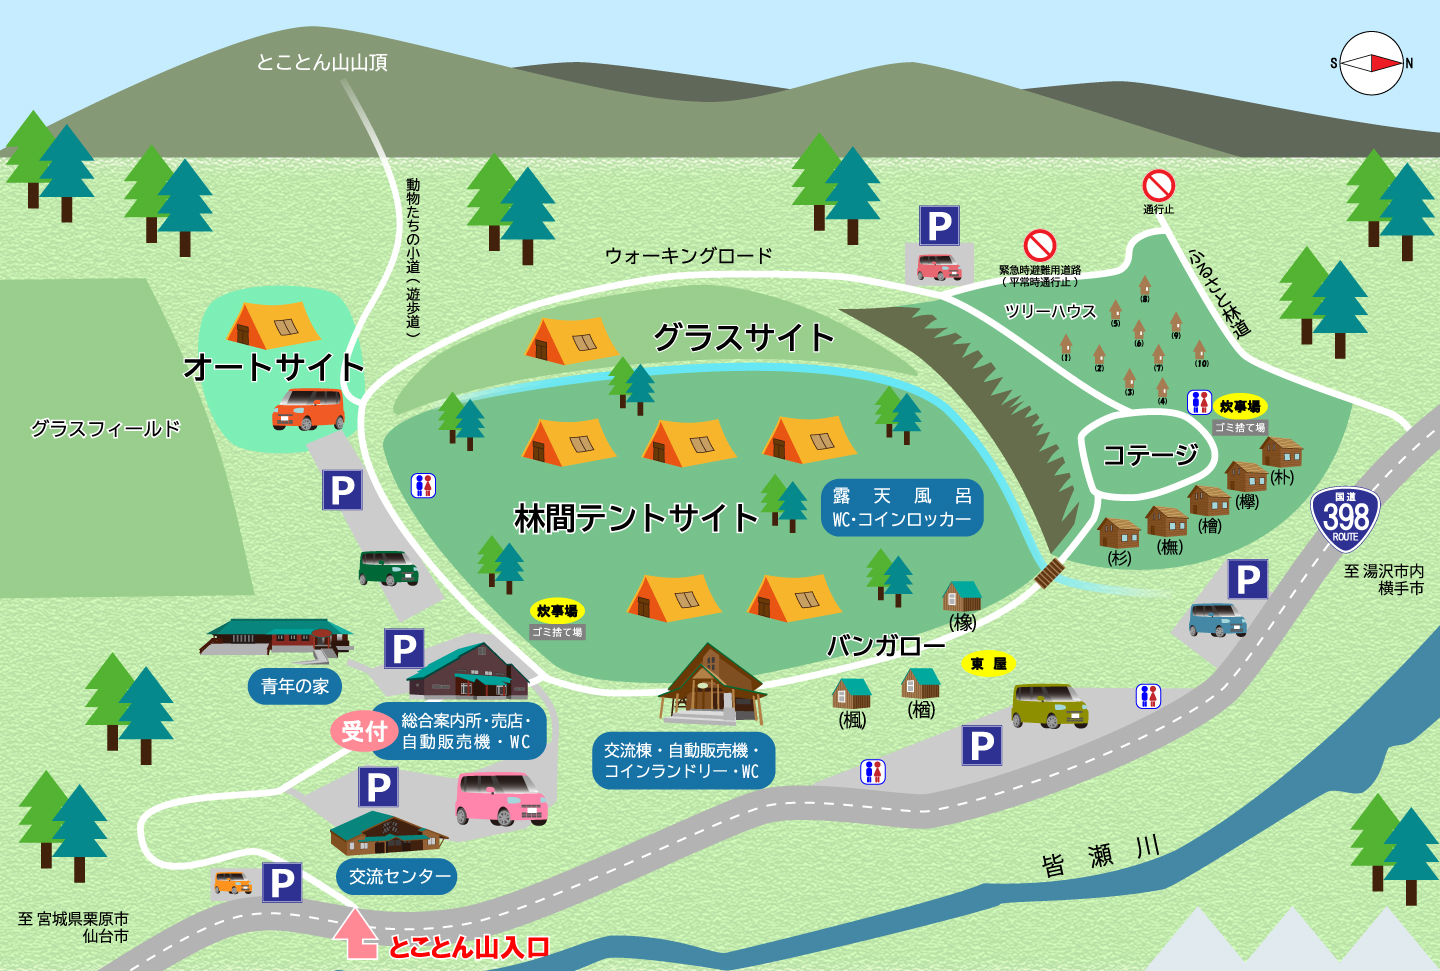 とことん山山頂
S
N
動物たちの小道（遊歩道）
ウォーキングロード
P
通行止
緊急時避難用道路
（平常時通行止）
ふるさと林道
ツリーハウス
(8)
(5)
(9)
(6)
(1)
(2)
(7)
(10)
(3)
(4)
グラスサイト
オートサイト
グラスフィールド
炊事場
ゴミ捨て場
コテージ
(朴)
(欅)
(檜)
(橅)
(杉)
P
林間テントサイト
露天風呂
WC・コインロッカー
国道
398
ROUTE
至 湯沢市内
横手市
P
炊事場
ゴミ捨て場
(橡)
バンガロー
東屋
(楓)
(楢)
P
P
青年の家
受付
総合案内所・売店・
自動販売機・WC
交流棟・自動販売機・
コインランドリー・WC
P
交流センター
P
皆瀬川
至 宮城県栗原市
仙台市
とことん山入口